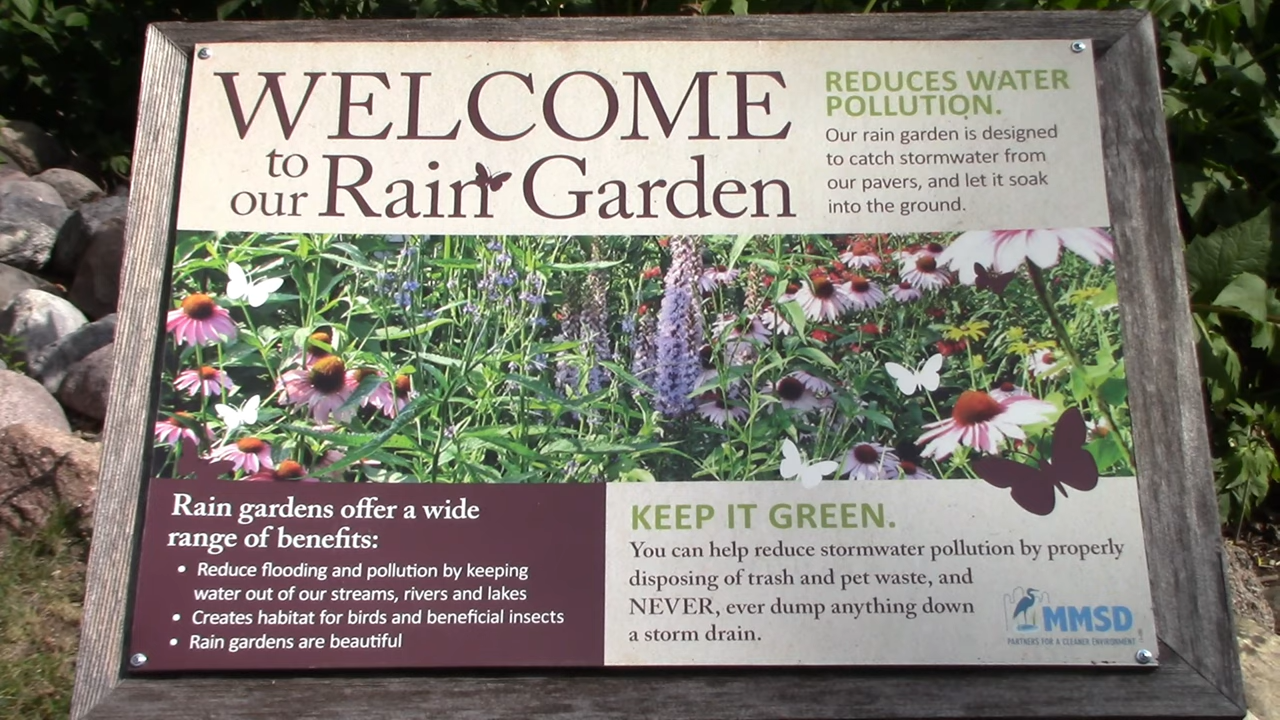 WELCOME
to
our Rain Garden
REDUCES WATER
POLLUTION.
Our rain garden is designed
to catch stormwater from
our pavers, and let it soak
into the ground.
Rain gardens offer a wide
range of benefits:
• Reduce flooding and pollution by keeping
water out of our streams, rivers and lakes
• Creates habitat for birds and beneficial insects
• Rain gardens are beautiful
KEEP IT GREEN.
You can help reduce stormwater pollution by properly
disposing of trash and pet waste, and
NEVER, ever dump anything down
a storm drain.
MMSD
PARTNERS FOR A CLEANER ENVIRONMENT